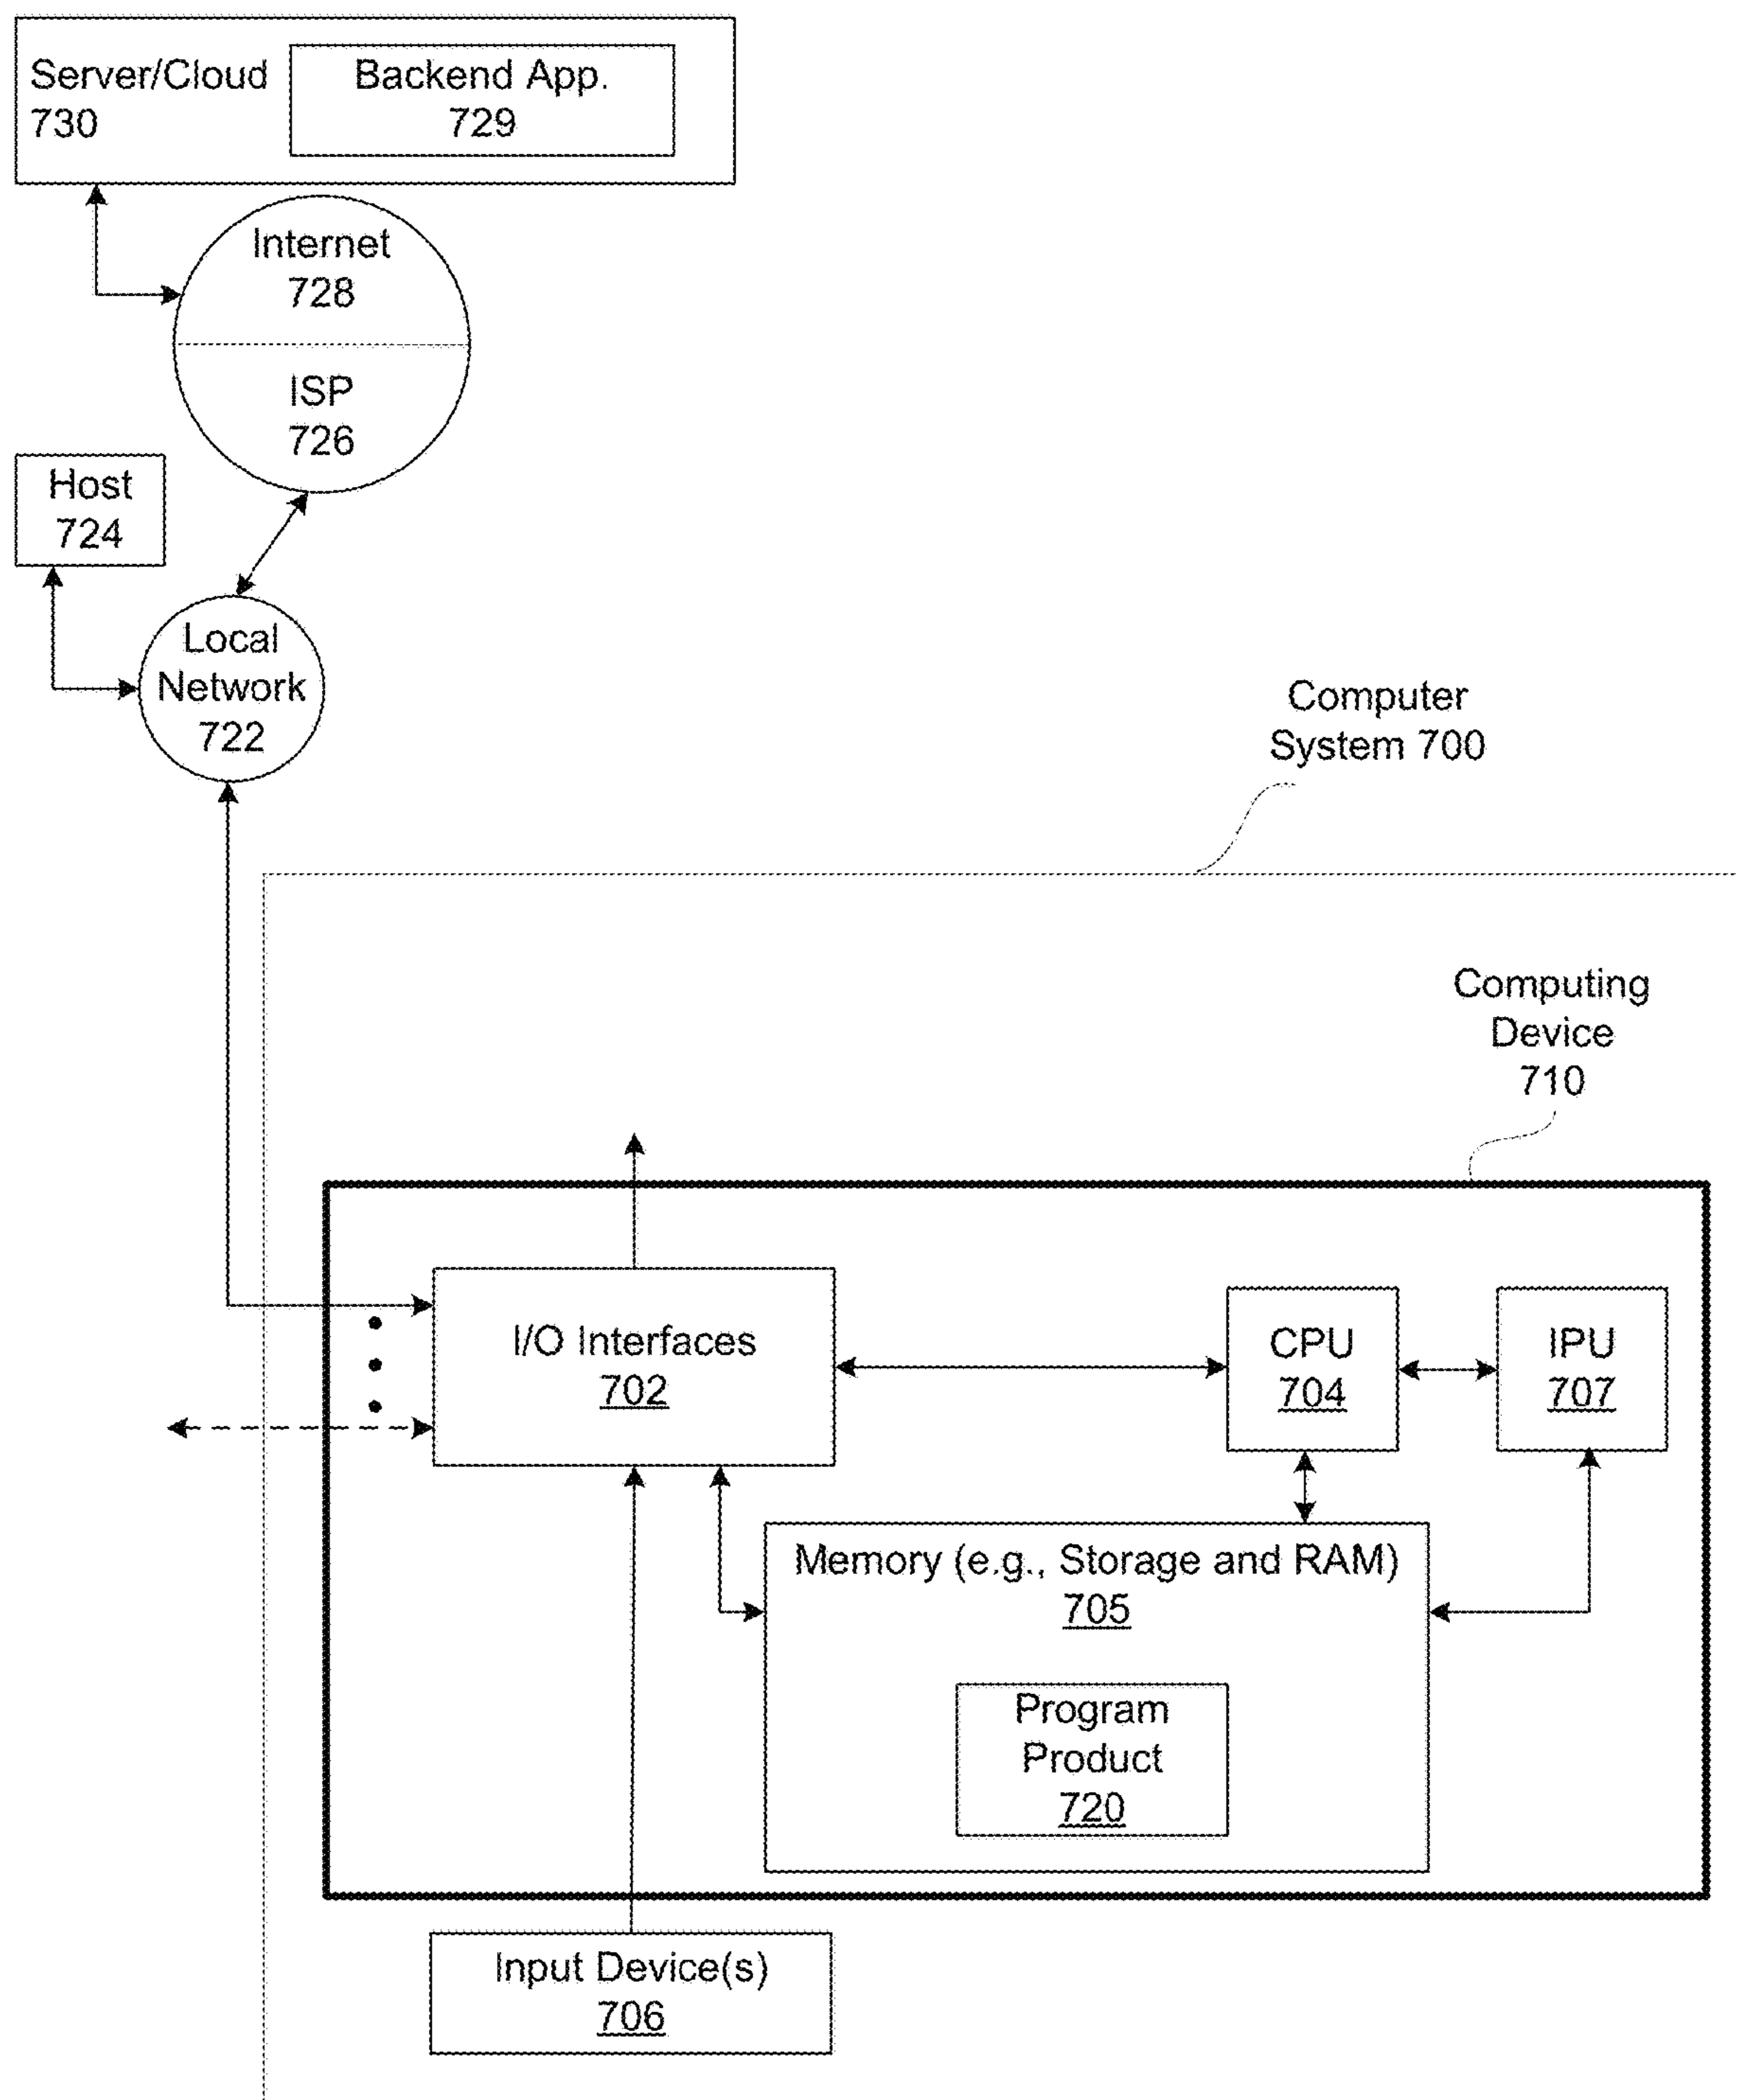 Server/Cloud
730
Backend App.
729
Internet
728
ISP
726
Host
724
Local
Network
722
Computer
System 700
Computing
Device
710
I/O Interfaces
702
CPU
704
IPU
707
Memory (e.g., Storage and RAM)
705
Program
Product
720
Input Device(s)
706